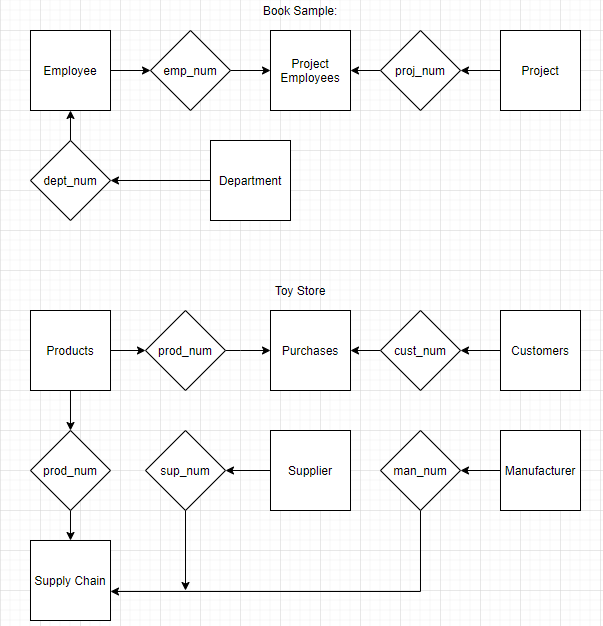 Book Sample:
Employee
emp_num
Project
Employees
proj_num
Project
dept_num
Department
Toy Store
Products
prod_num
Purchases
cust_num
Customers
prod_num
sup_num
Supplier
man_num
Manufacturer
Supply Chain